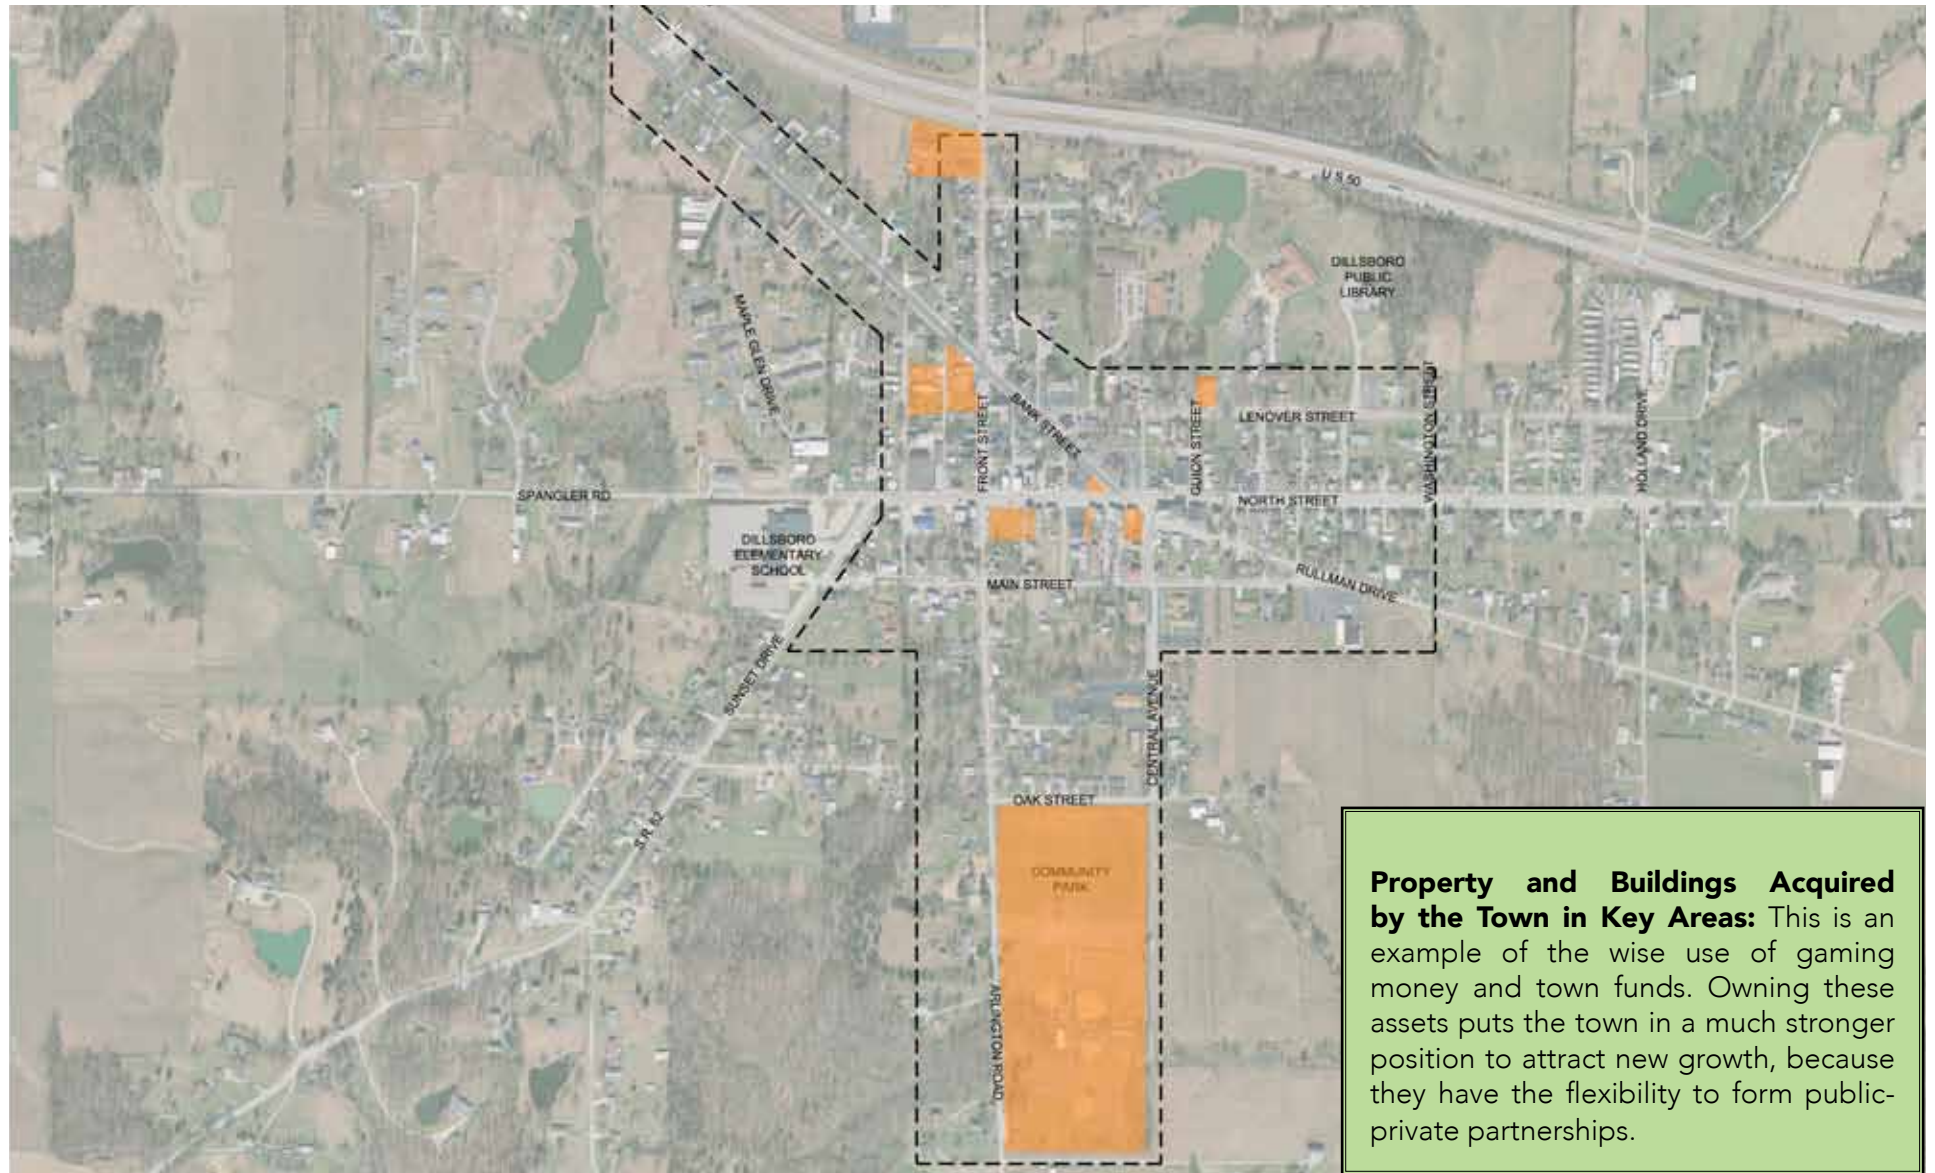 U S 50
DILLSBORO
PUBLIC
LIBRARY
MAPLE GLEN DRIVE
FRONT STREET
BANK STREET
GUION STREET
LENOVER STREET
WASHINGTON STREET
HOLLAND DRIVE
SPANGLER RD
NORTH STREET
DILLSBORO
ELEMENTARY
SCHOOL
MAIN STREET
RULLMAN DRIVE
SUNSET DRIVE
CENTRAL AVENUE
OAK STREET
S.R. 62
COMMUNITY
PARK
ARLINGTON ROAD
Property and Buildings Acquired
by the Town in Key Areas: This is an
example of the wise use of gaming
money and town funds. Owning these
assets puts the town in a much stronger
position to attract new growth, because
they have the flexibility to form public-
private partnerships.